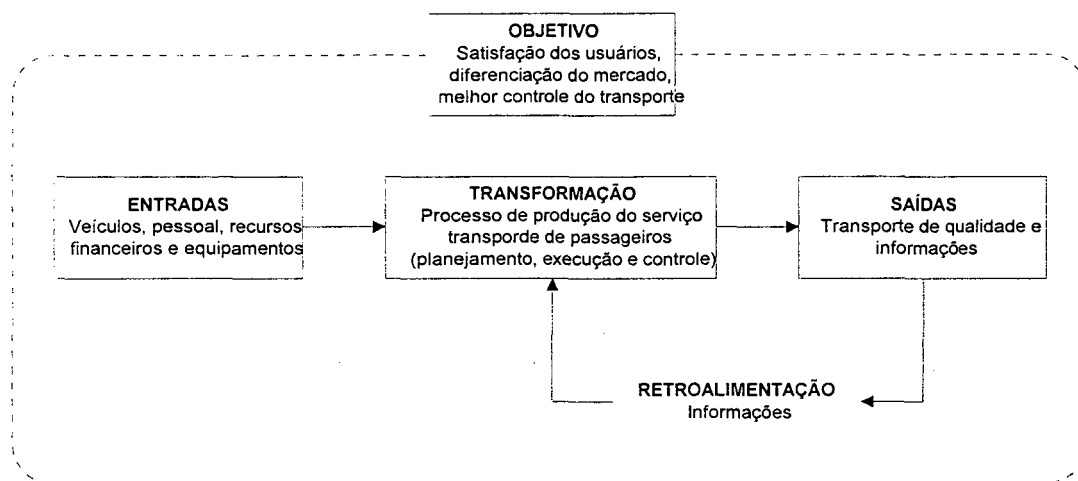 OBJETIVO
Satisfação dos usuários,
diferenciação do mercado,
melhor controle do transporte
ENTRADAS
Veículos, pessoal, recursos
financeiros e equipamentos
TRANSFORMAÇÃO
Processo de produção do serviço
transporde de passageiros
(planejamento, execução e controle)
SAÍDAS
Transporte de qualidade e
informações
RETROALIMENTAÇÃO
Informações